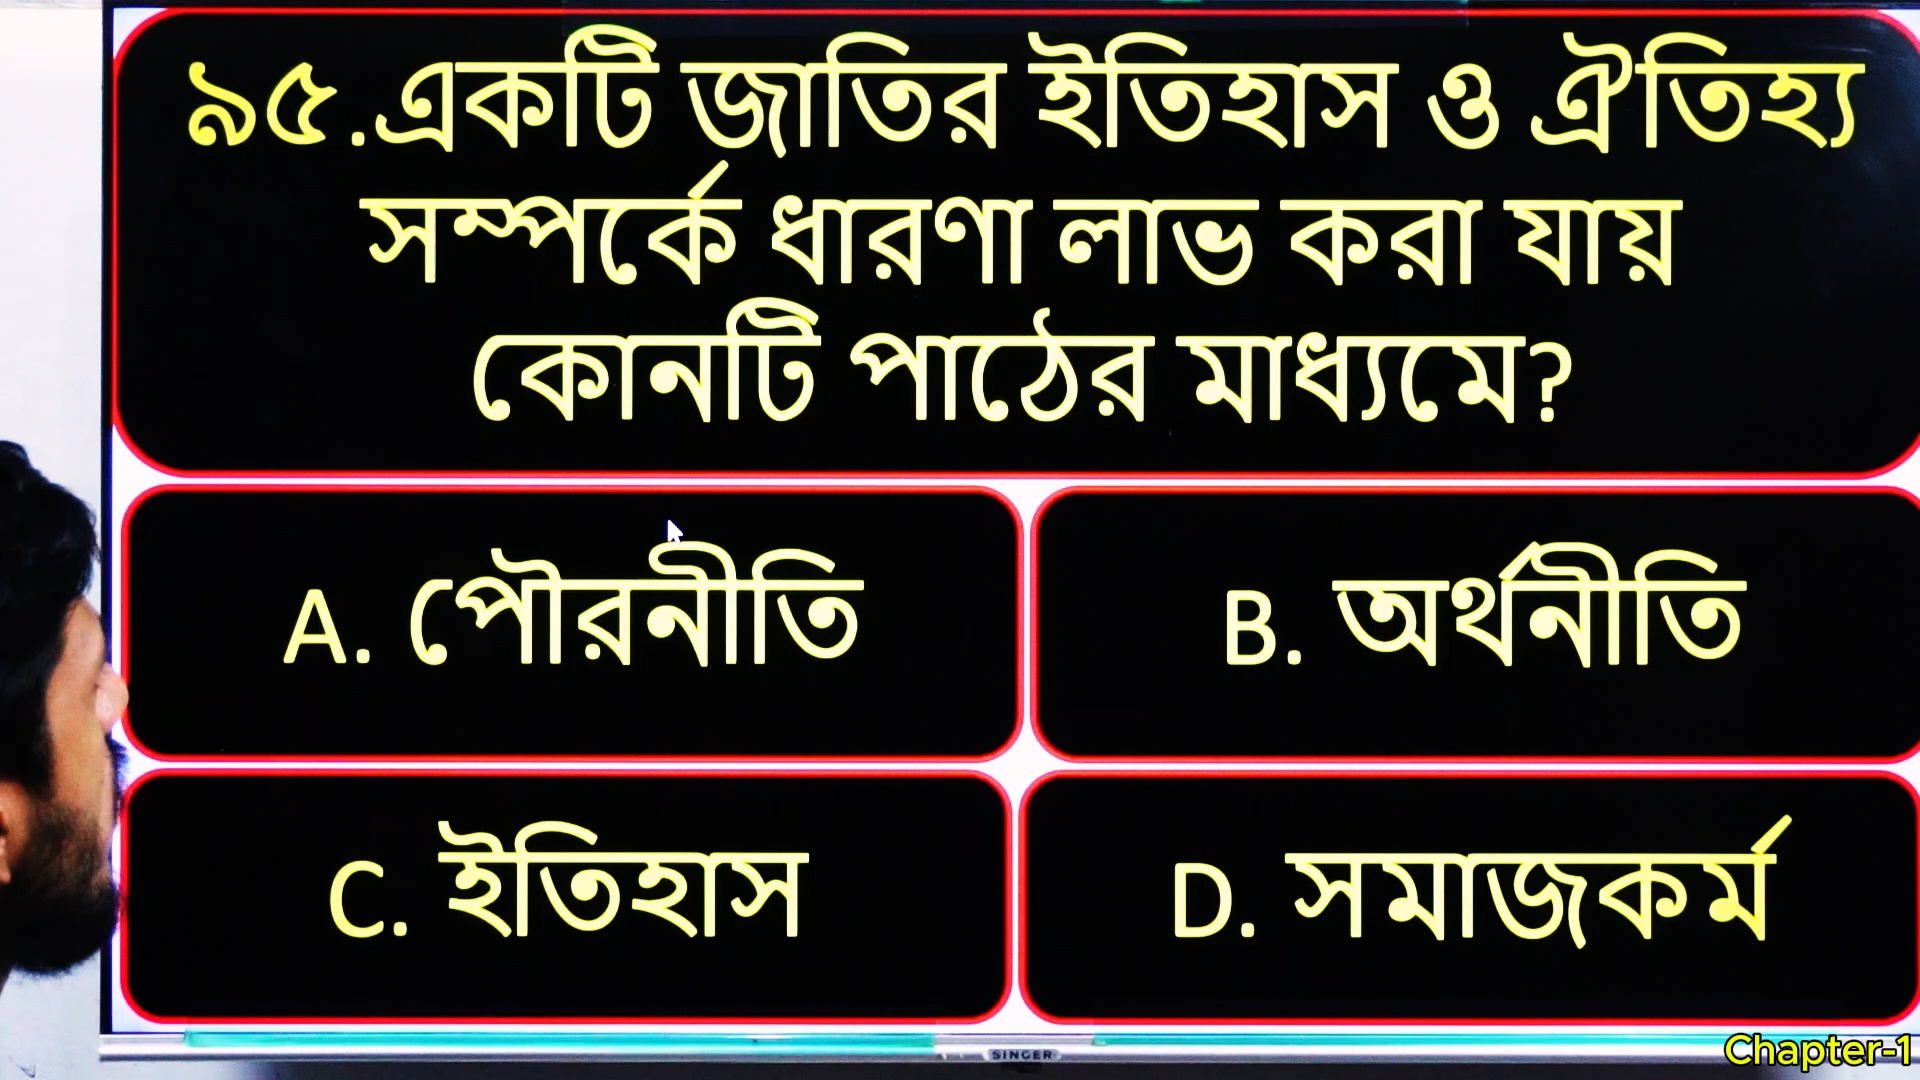 ৯৫.একটি জাতির ইতিহাস ও ঐতিহ্য
সম্পর্কে ধারণা লাভ করা যায়
কোনটি পাঠের মাধ্যমে?
A. পৌরনীতি
B. অর্থনীতি
C. ইতিহাস
D. সমাজকর্ম
SINGER
Chapter-1